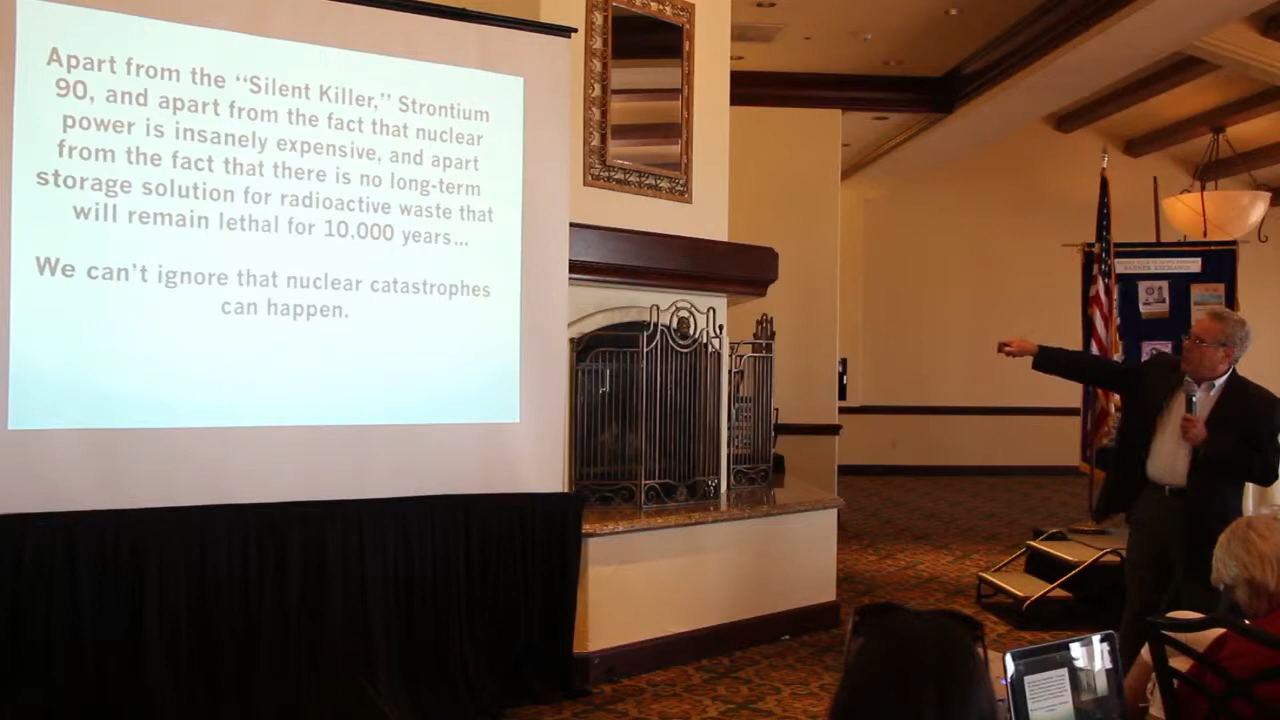 Apart from the “Silent Killer,” Strontium
90, and apart from the fact that nuclear
power is insanely expensive, and apart
from the fact that there is no long-term
storage solution for radioactive waste that
will remain lethal for 10,000 years...
We can’t ignore that nuclear catastrophes
can happen.
BANNER EXCHANGE